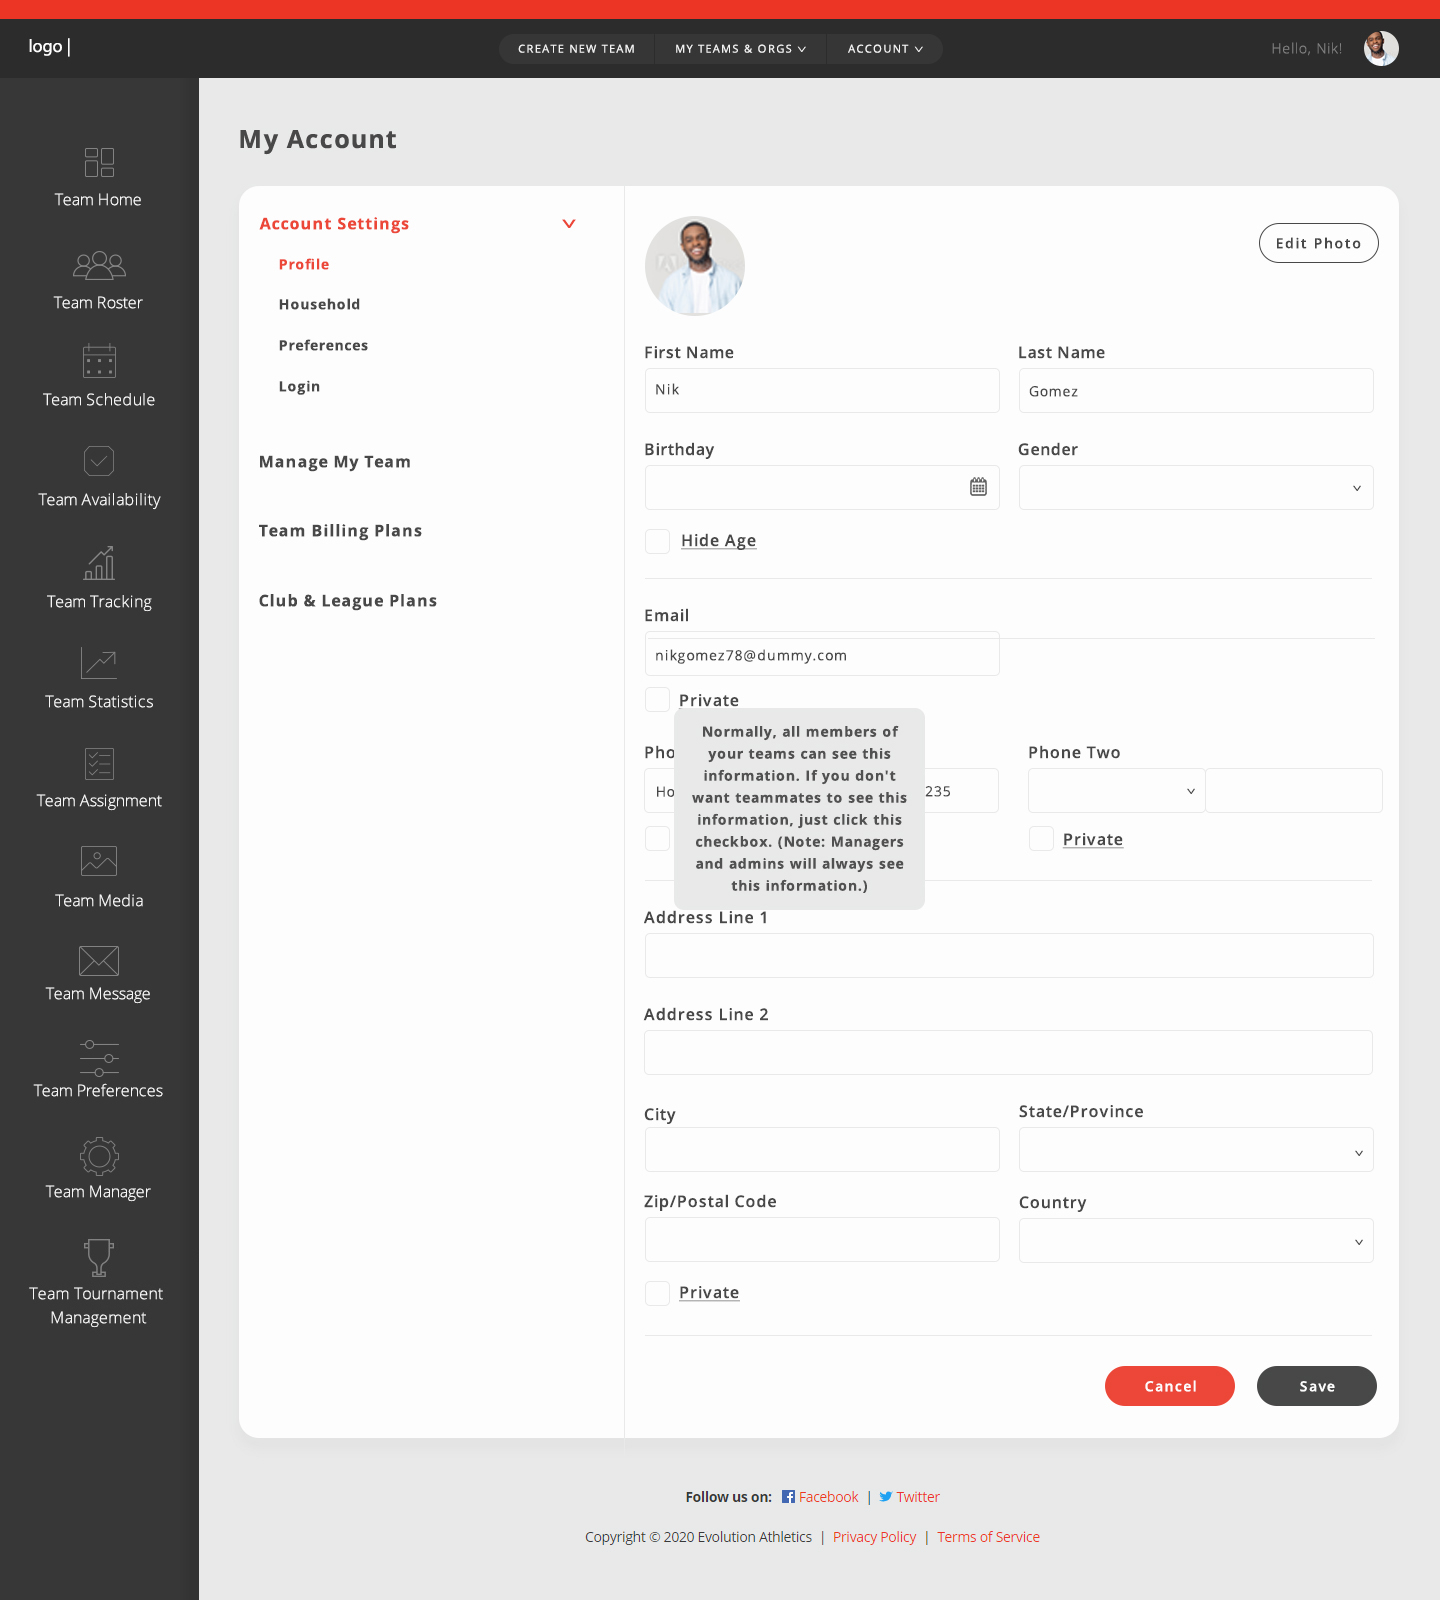 logo |
CREATE NEW TEAM
MY TEAMS & ORGS
ACCOUNT
Hello, Nik!
Team Home
Team Roster
Team Schedule
Team Availability
Team Tracking
Team Statistics
Team Assignment
Team Media
Team Message
Team Preferences
Team Manager
Team Tournament
Management
My Account
Account Settings
Profile
Household
Preferences
Login
Manage My Team
Team Billing Plans
Club & League Plans
Edit Photo
First Name
Last Name
Nik
Gomez
Birthday
Gender
Hide Age
Email
nikgomez78@dummy.com
Private
Normally, all members of
your teams can see this
information. If you don't
want teammates to see this
information, just click this
checkbox. (Note: Managers
and admins will always see
this information.)
Pho
Phone Two
Ho
235
Private
Address Line 1
Address Line 2
City
State/Province
Zip/Postal Code
Country
Private
Cancel
Save
Follow us on: Facebook | Twitter
Copyright © 2020 Evolution Athletics | Privacy Policy | Terms of Service